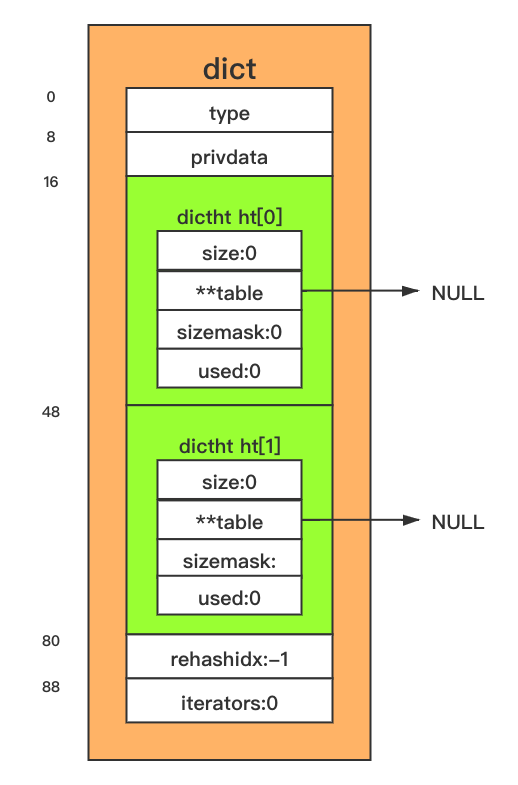 dict
0
type
8
privdata
16
dictht ht[0]
size:0
**table
NULL
sizemask:0
used:0
48
dictht ht[1]
size:0
**table
NULL
sizemask:
used:0
80
rehashidx:-1
88
iterators:0